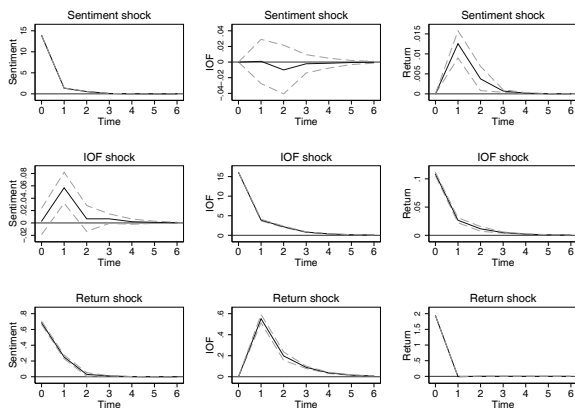 Sentiment shock
Sentiment
0 5 10 15
0 1 2 3 4 5 6
Time
Sentiment shock
IOF
-.04 -.02 0 .02 .04
0 1 2 3 4 5 6
Time
Sentiment shock
Return
0 .005 .01 .015
0 1 2 3 4 5 6
Time
IOF shock
Sentiment
-.02 0 .02 .04 .06 .08
0 1 2 3 4 5 6
Time
IOF shock
IOF
0 5 10 15
0 1 2 3 4 5 6
Time
IOF shock
Return
0 .05 .1
0 1 2 3 4 5 6
Time
Return shock
Sentiment
0 .2 .4 .6 .8
0 1 2 3 4 5 6
Time
Return shock
IOF
0 .2 .4 .6
0 1 2 3 4 5 6
Time
Return shock
Return
0 .5 1 1.5 2
0 1 2 3 4 5 6
Time